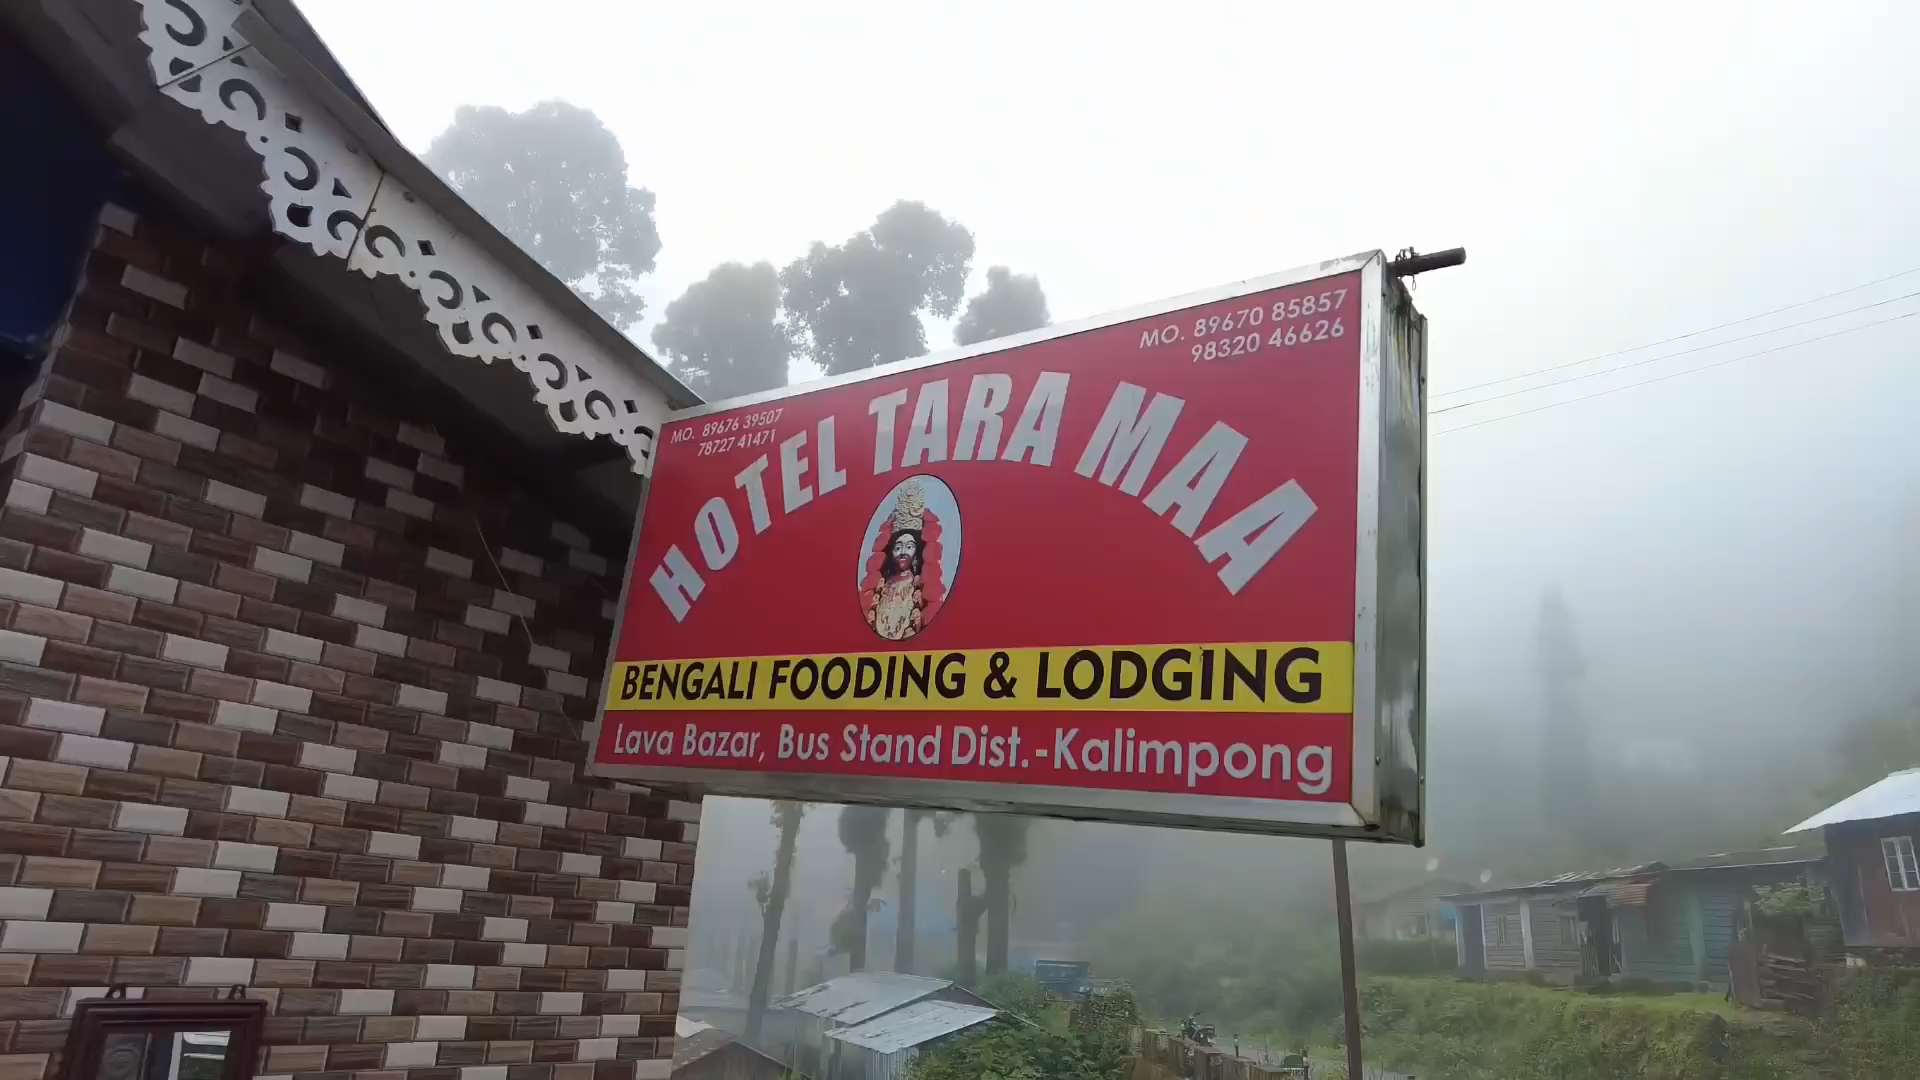 MO. 89670 85857
98320 46626
MO. 89676 39507
78727 41471
HOTEL TARA MAA
BENGALI FOODING & LODGING
Lava Bazar, Bus Stand Dist.-Kalimpong